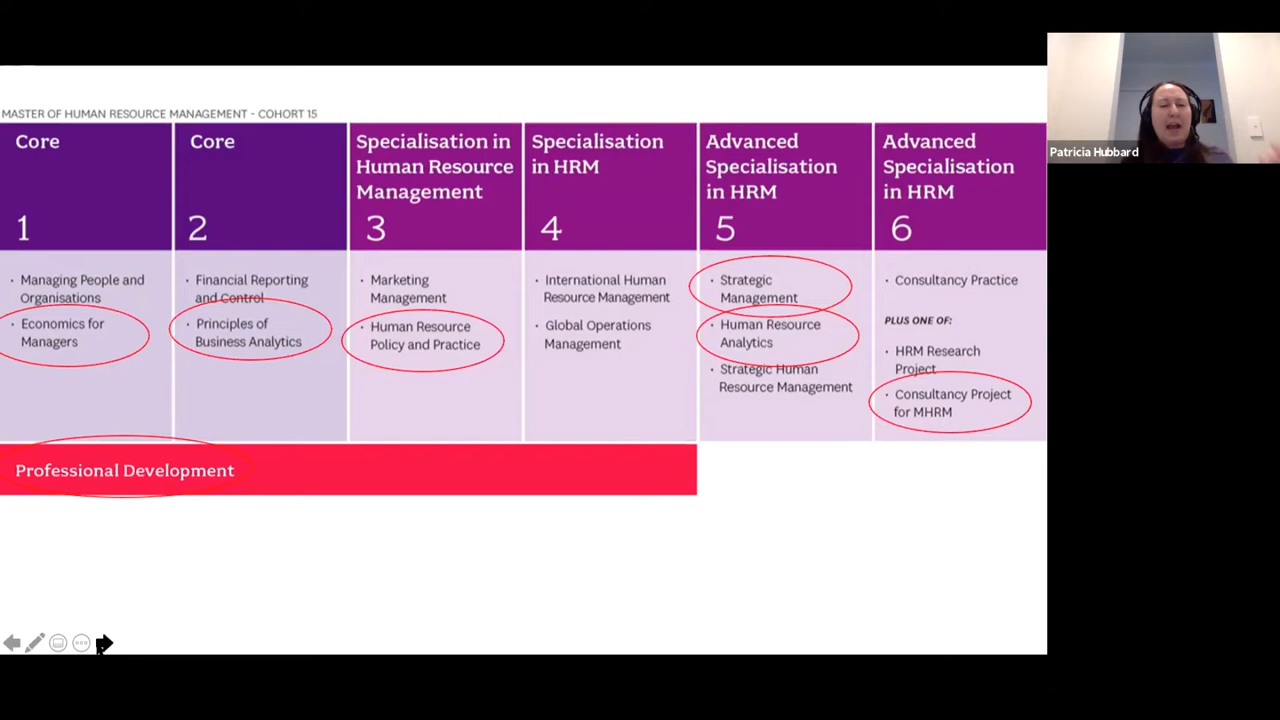 MASTER OF HUMAN RESOURCE MANAGEMENT - COHORT 15
Core
1
· Managing People and
Organisations
· Economics for
Managers
Core
2
· Financial Reporting
and Control
· Principles of
Business Analytics
Specialisation in
Human Resource
Management
3
· Marketing
Management
· Human Resource
Policy and Practice
Specialisation
in HRM
4
· International Human
Resource Management
· Global Operations
Management
Advanced
Specialisation
in HRM
5
· Strategic
Management
· Human Resource
Analytics
· Strategic Human
Resource Management
Advanced
Specialisation
in HRM
6
· Consultancy Practice
PLUS ONE OF:
· HRM Research
Project
· Consultancy Project
for MHRM
Professional Development
Patricia Hubbard